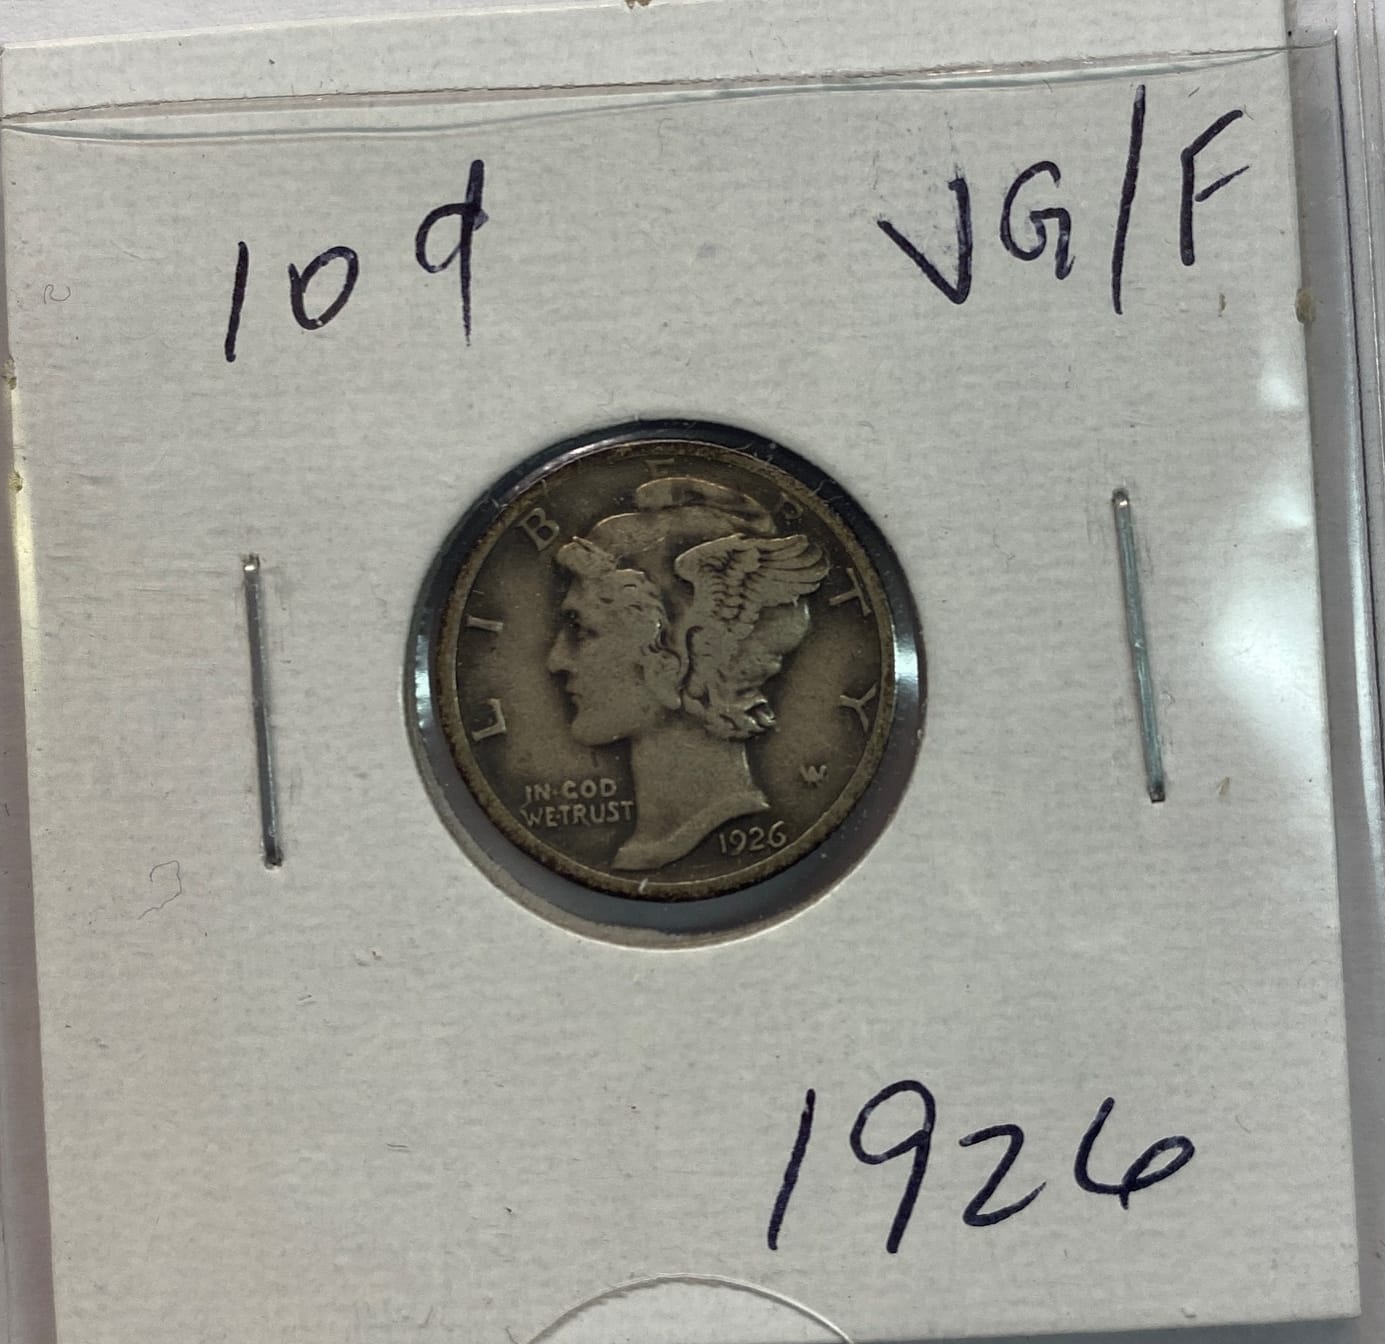 10¢ VG/F
LIBERTY
IN·GOD
WE·TRUST
W
1926
1926